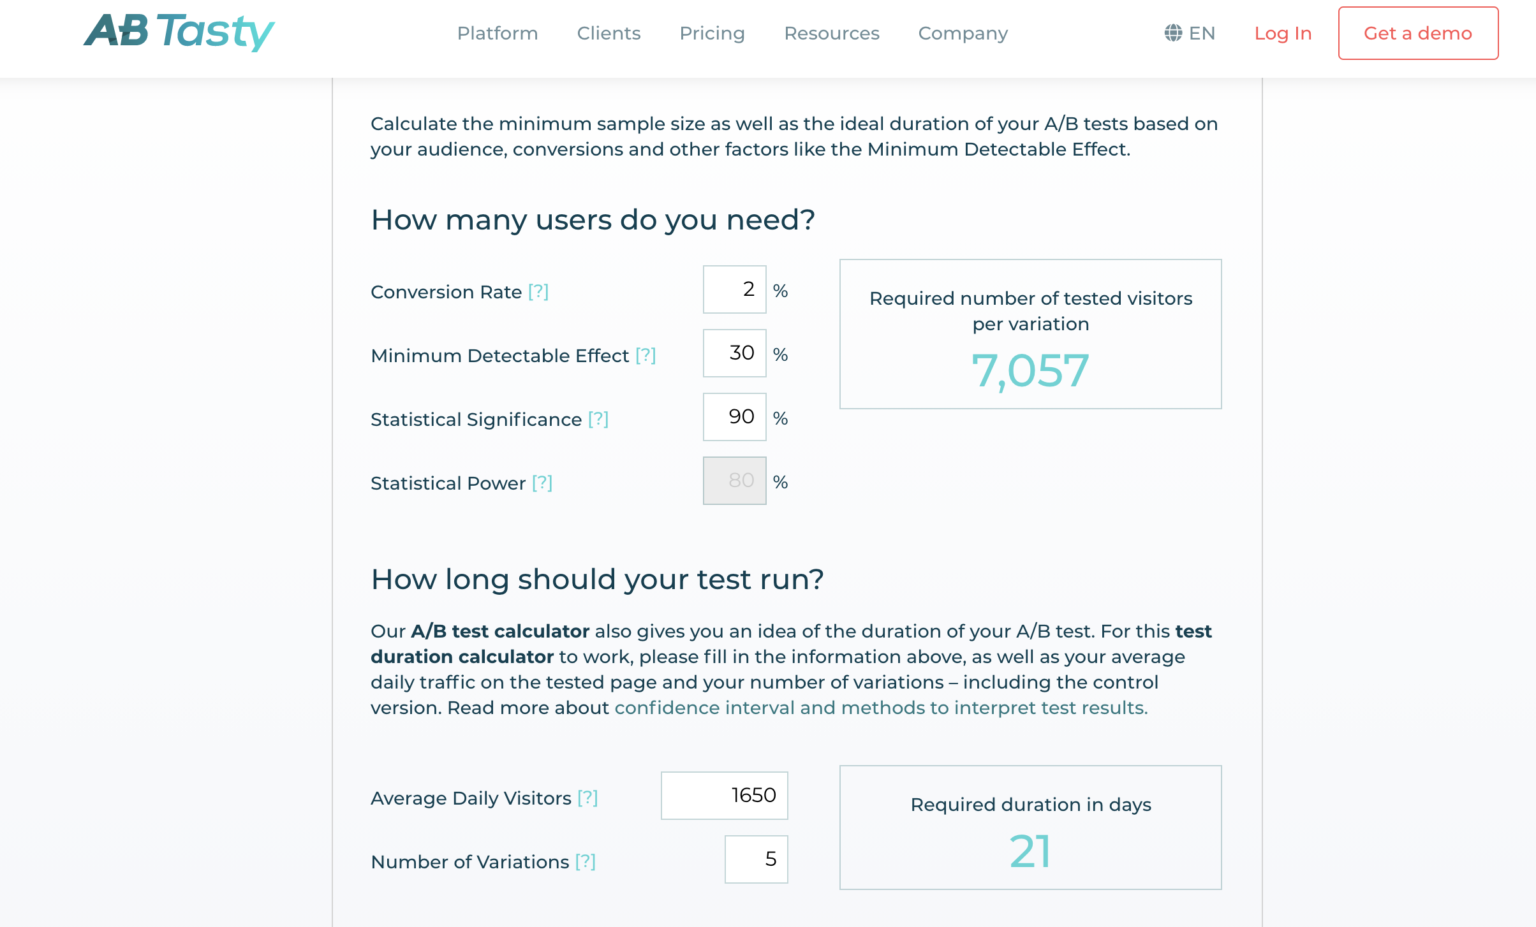 AB Tasty
Platform Clients Pricing Resources Company EN Log In Get a demo
Calculate the minimum sample size as well as the ideal duration of your A/B tests based on
your audience, conversions and other factors like the Minimum Detectable Effect.
How many users do you need?
Conversion Rate [?] 2 %
Minimum Detectable Effect [?] 30 %
Statistical Significance [?] 90 %
Statistical Power [?] 80 %
Required number of tested visitors
per variation
7,057
How long should your test run?
Our A/B test calculator also gives you an idea of the duration of your A/B test. For this test
duration calculator to work, please fill in the information above, as well as your average
daily traffic on the tested page and your number of variations – including the control
version. Read more about confidence interval and methods to interpret test results.
Average Daily Visitors [?] 1650
Number of Variations [?] 5
Required duration in days
21